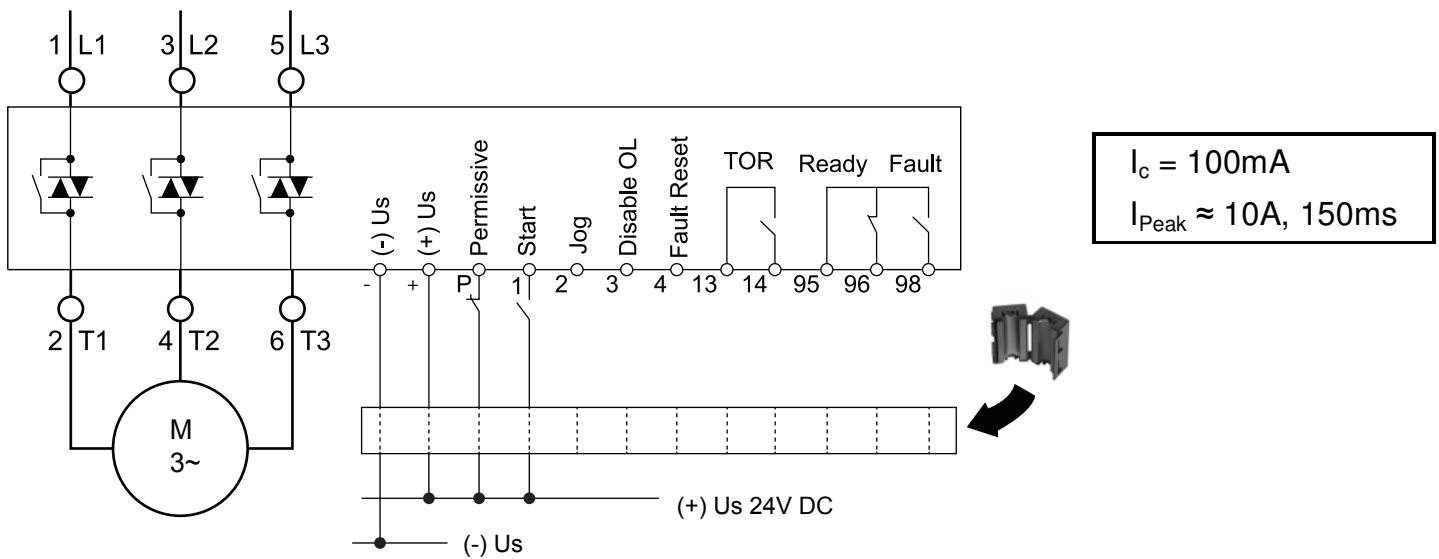 1 L1 3 L2 5 L3
(-) Us
(+) Us
Permissive
Start
Jog
Disable OL
Fault Reset
TOR Ready Fault
- + P 1 2 3 4 13 14 95 96 98
2 T1 4 T2 6 T3
M
3~
(+) Us 24V DC
(-) Us
I_c = 100mA
I_Peak ≈ 10A, 150ms